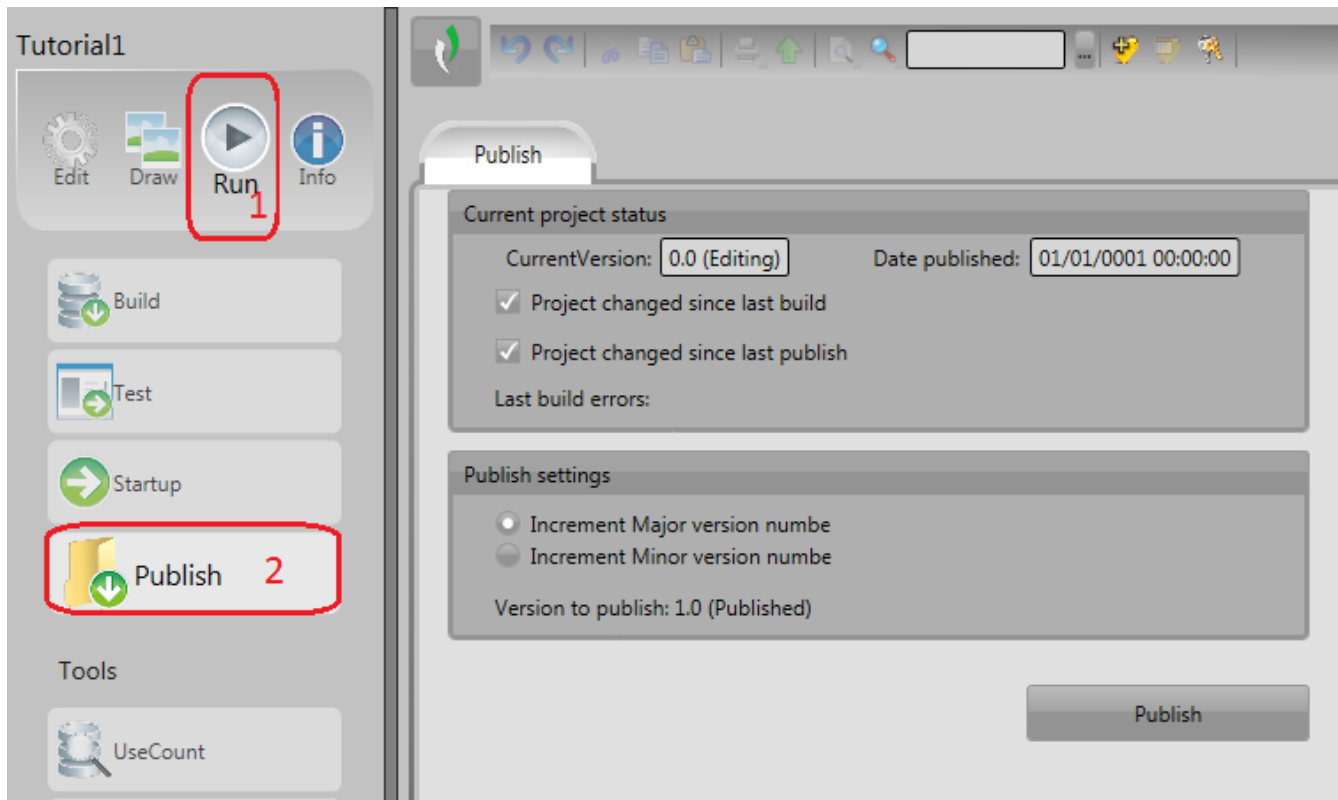 Tutorial1
Edit
Draw
Run
Info
1
Build
Test
Startup
Publish
2
Tools
UseCount
...
Publish
Current project status
CurrentVersion: 0.0 (Editing) Date published: 01/01/0001 00:00:00
Project changed since last build
Project changed since last publish
Last build errors:
Publish settings
Increment Major version numbe
Increment Minor version numbe
Version to publish: 1.0 (Published)
Publish